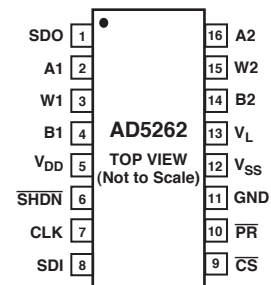 SDO 1 16 A2
A1 2 15 W2
W1 3 14 B2
B1 4 AD5262 13 VL
VDD 5 TOP VIEW 12 VSS
SHDN 6 (Not to Scale) 11 GND
CLK 7 10 PR
SDI 8 9 CS